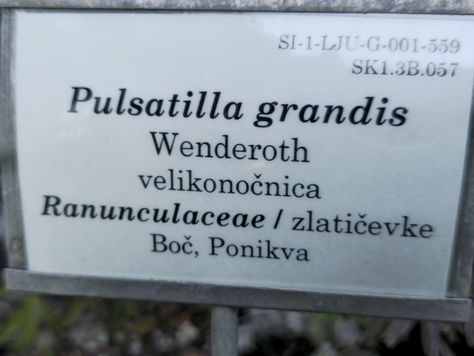 SI-1-LJU-G-001-559
SK1.3B.057
Pulsatilla grandis
Wenderoth
velikonočnica
Ranunculaceae / zlatičevke
Boč, Ponikva